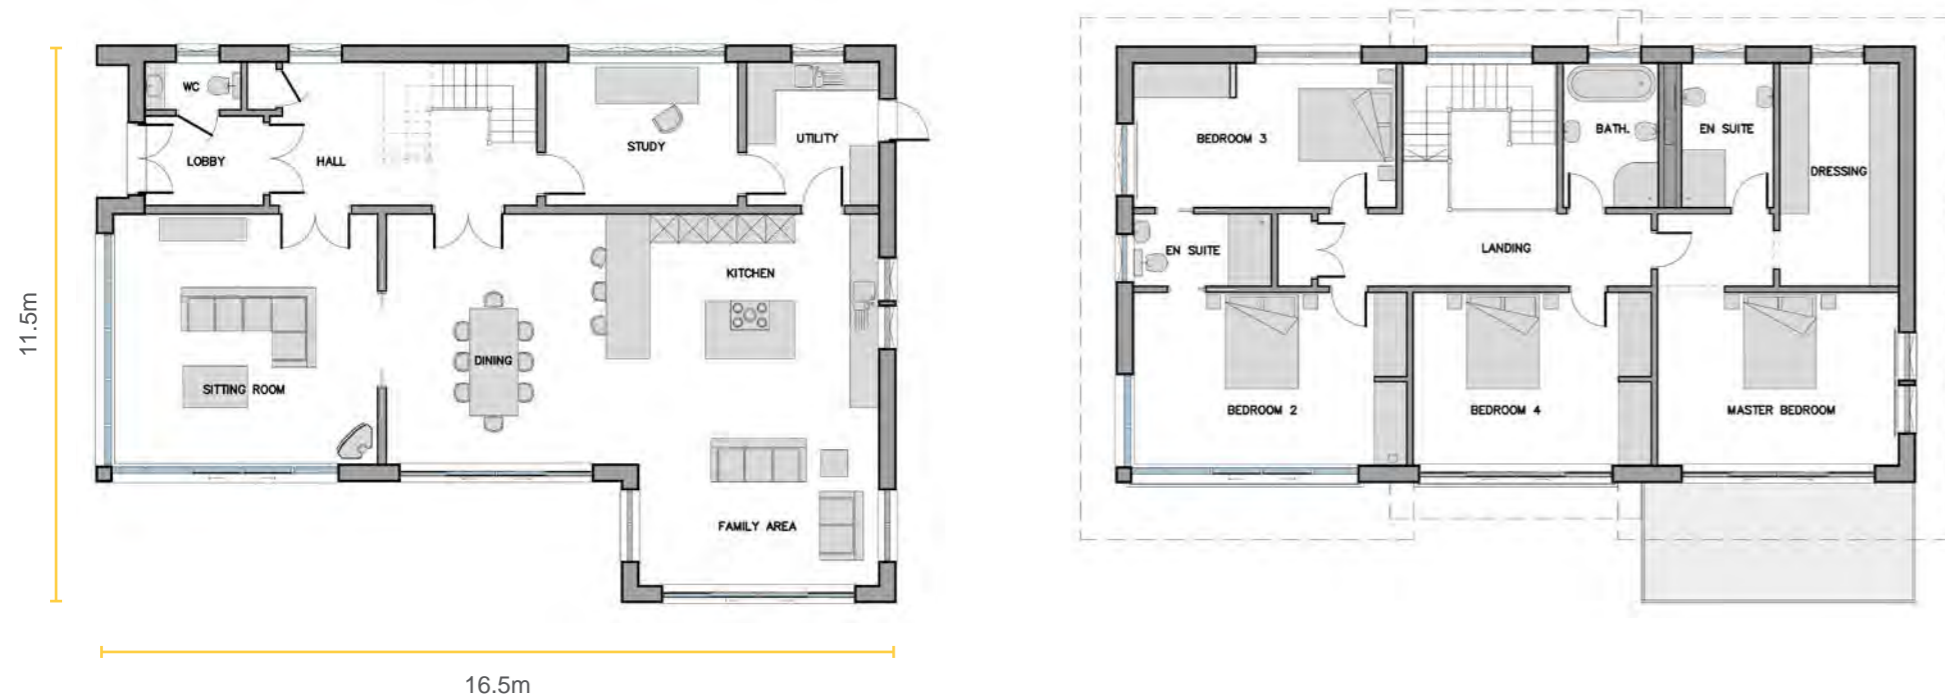 WC
LOBBY
HALL
STUDY
UTILITY
KITCHEN
DINING
SITTING ROOM
FAMILY AREA
11.5m
16.5m
BEDROOM 3
BATH.
EN SUITE
DRESSING
EN SUITE
LANDING
BEDROOM 2
BEDROOM 4
MASTER BEDROOM